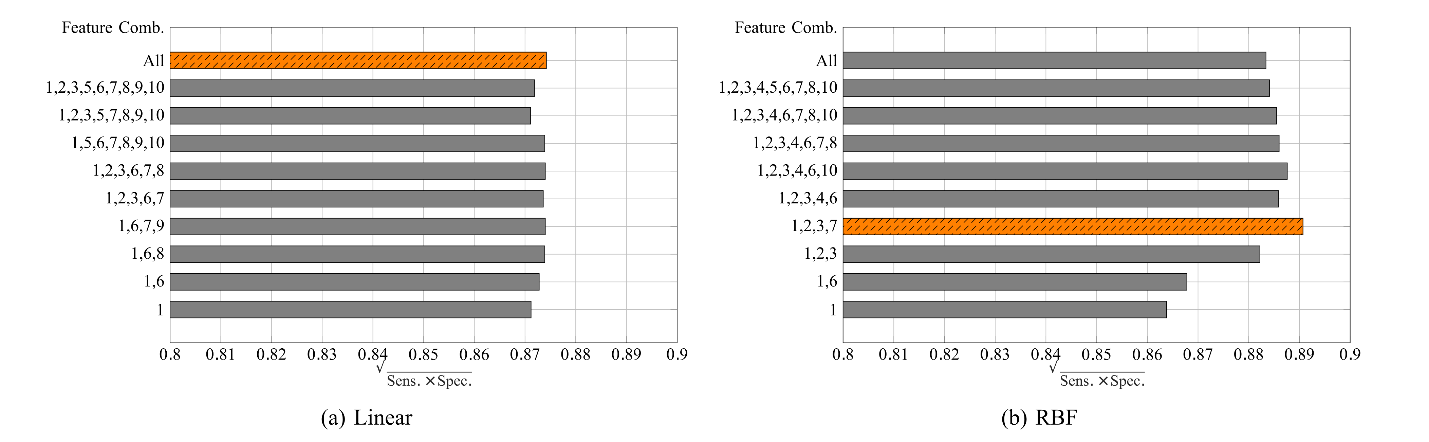 Feature Comb.
All
1,2,3,5,6,7,8,9,10
1,2,3,5,7,8,9,10
1,5,6,7,8,9,10
1,2,3,6,7,8
1,2,3,6,7
1,6,7,9
1,6,8
1,6
1
0.8 0.81 0.82 0.83 0.84 0.85 0.86 0.87 0.88 0.89 0.9
√
Sens. ×Spec.
(a) Linear
Feature Comb.
All
1,2,3,4,5,6,7,8,10
1,2,3,4,6,7,8,10
1,2,3,4,6,7,8
1,2,3,4,6,10
1,2,3,4,6
1,2,3,7
1,2,3
1,6
1
0.8 0.81 0.82 0.83 0.84 0.85 0.86 0.87 0.88 0.89 0.9
√
Sens. ×Spec.
(b) RBF